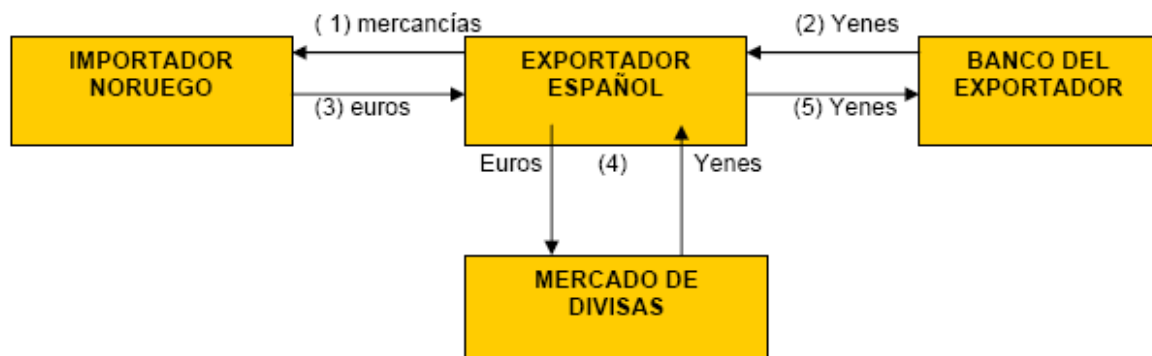 ( 1) mercancías
(2) Yenes
IMPORTADOR
NORUEGO
EXPORTADOR
ESPAÑOL
BANCO DEL
EXPORTADOR
(3) euros
(5) Yenes
Euros
(4)
Yenes
MERCADO DE
DIVISAS